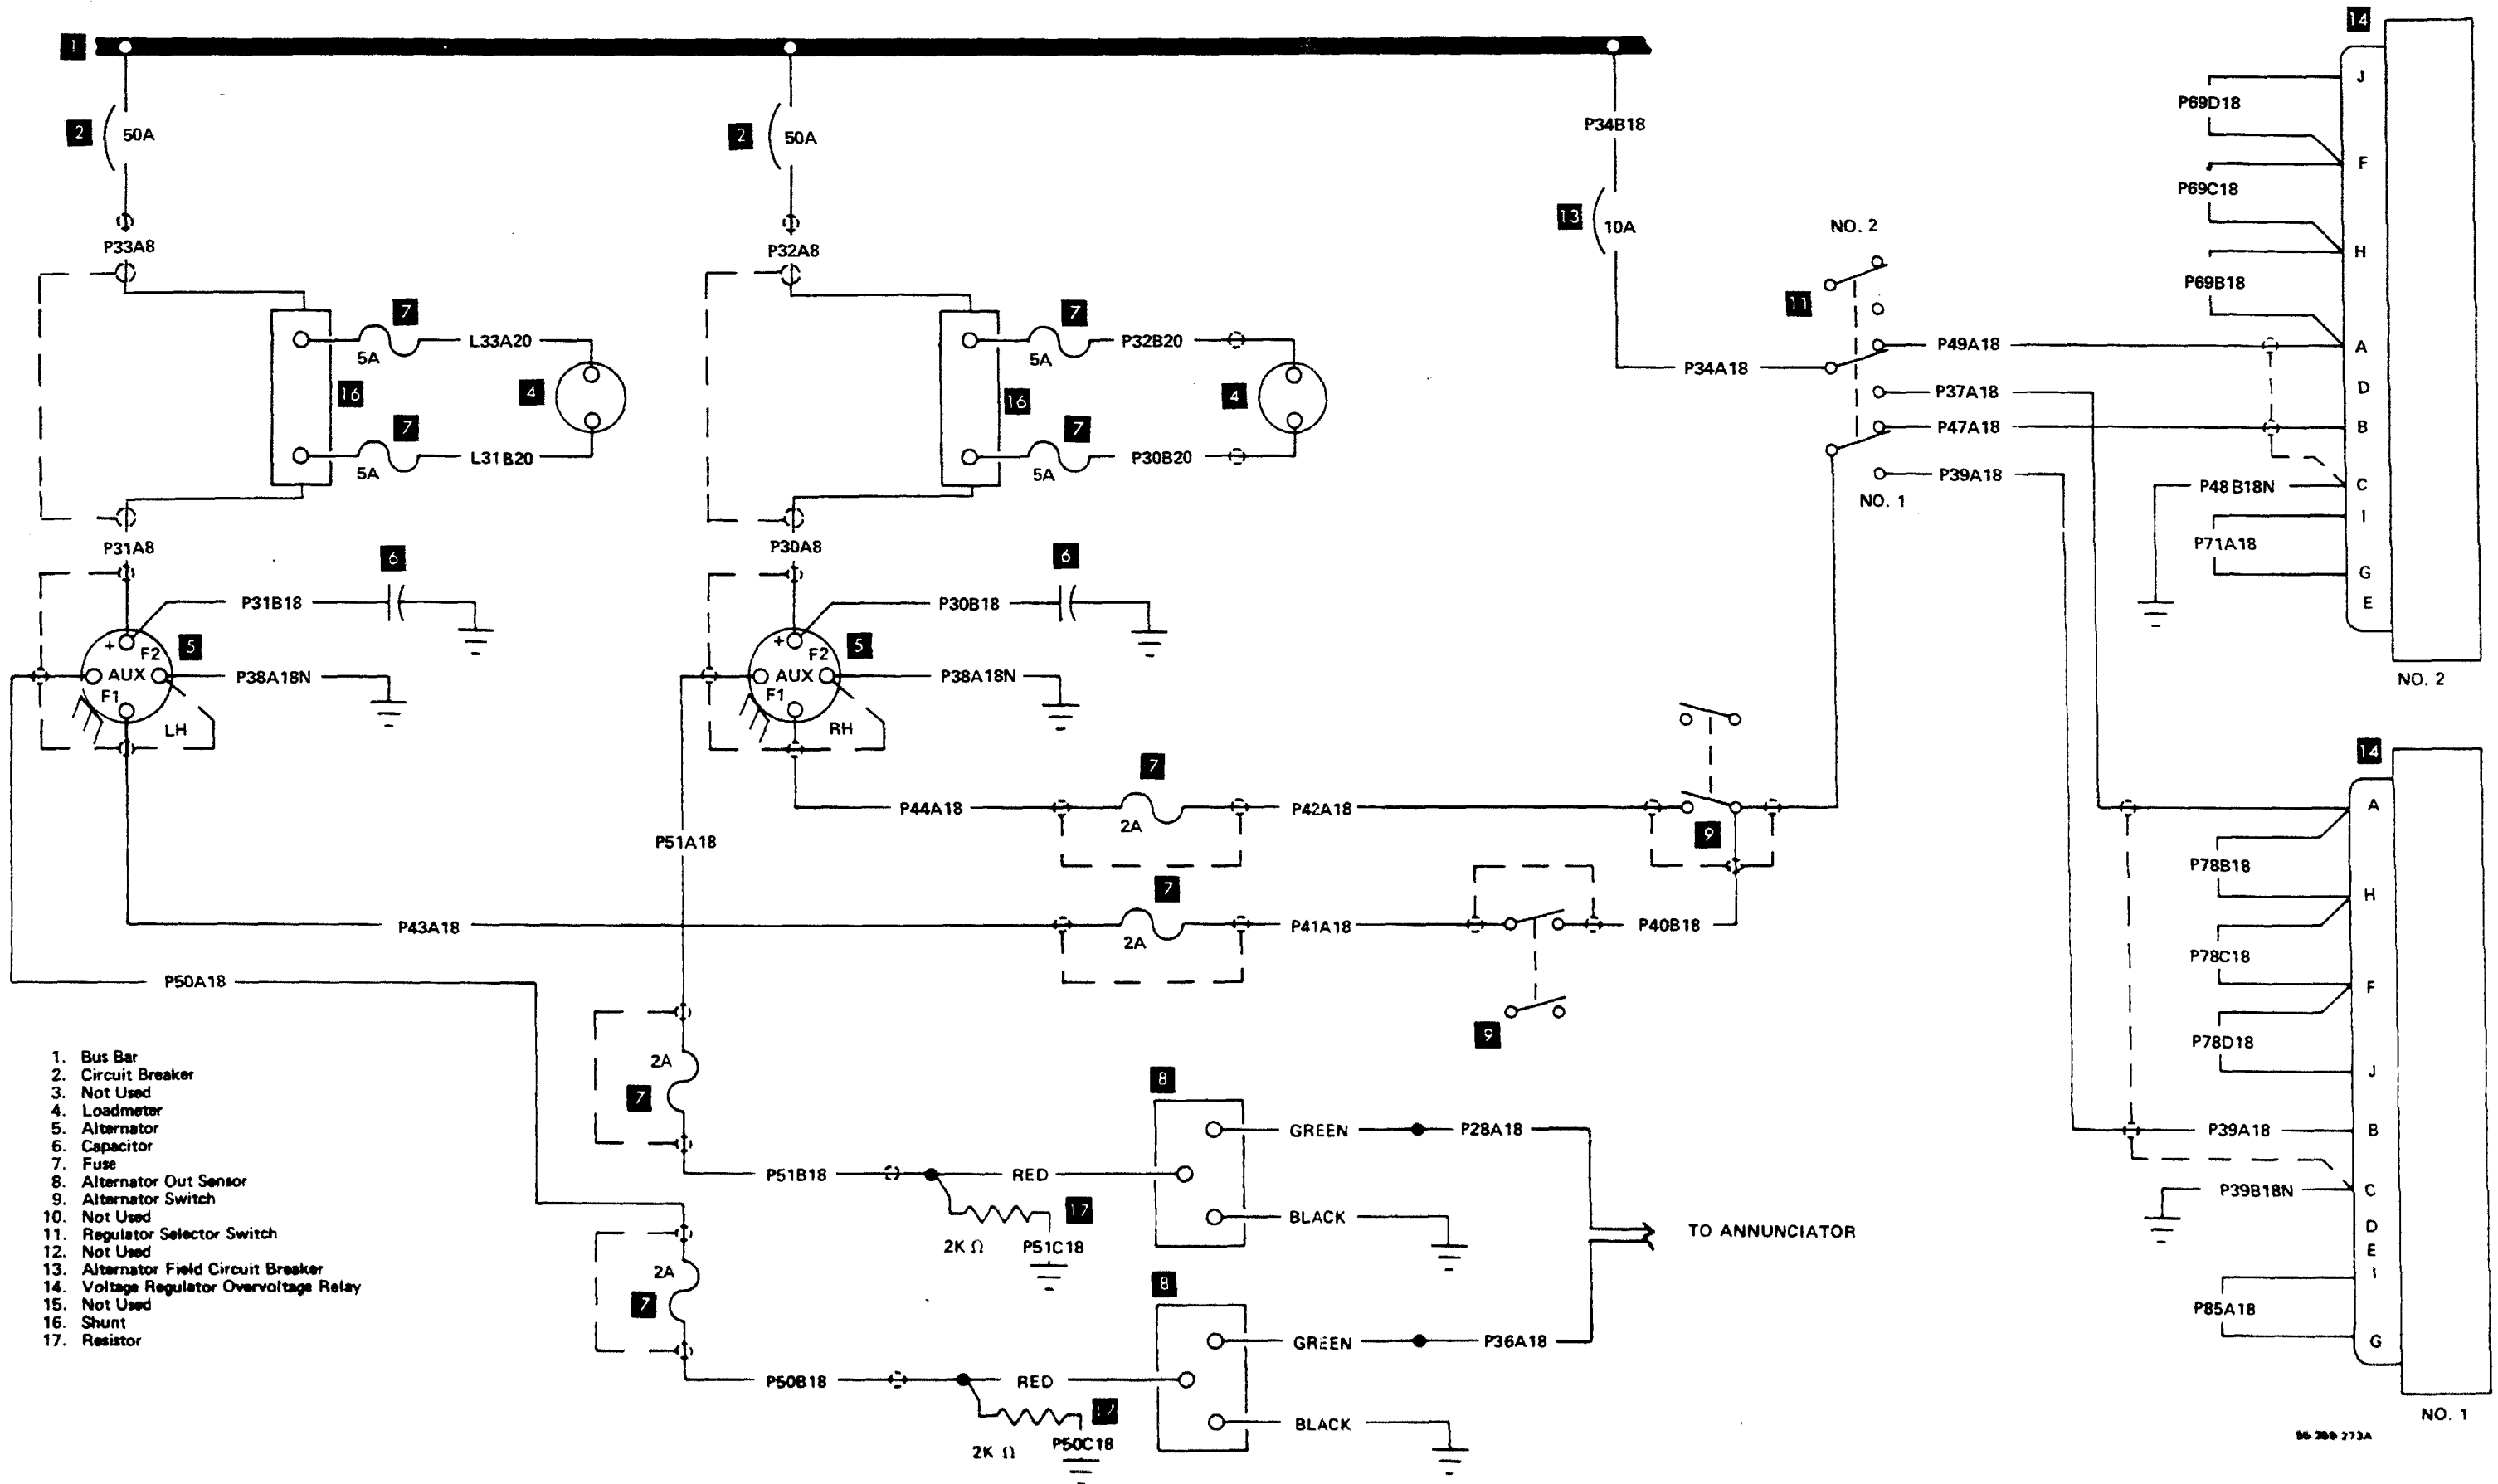 14
1
J
P69D18
2
50A
2
50A
P34B18
F
P69C18
13
10A
NO. 2
P33A8
P32A8
H
P69B18
11
7
7
5A
L33A20
5A
P32B20
P49A18
A
P34A18
16
4
16
4
P37A18
D
7
7
P47A18
B
5A
L31B20
5A
P30B20
P39A18
NO. 1
P48B18N
C
I
P71A18
G
E
P31A8
6
P30A8
6
P31B18
P30B18
+
F2
5
+
F2
5
AUX
P38A18N
AUX
P38A18N
NO. 2
F1
LH
F1
RH
14
7
P44A18
2A
P42A18
9
A
P51A18
P78B18
7
H
P43A18
2A
P41A18
P40B18
P78C18
P50A18
F
9
P78D18
J
1. Bus Bar
2. Circuit Breaker
3. Not Used
4. Loadmeter
5. Alternator
6. Capacitor
7. Fuse
8. Alternator Out Sensor
9. Alternator Switch
10. Not Used
11. Regulator Selector Switch
12. Not Used
13. Alternator Field Circuit Breaker
14. Voltage Regulator Overvoltage Relay
15. Not Used
16. Shunt
17. Resistor
2A
7
8
GREEN
P28A18
P39A18
B
P51B18
RED
17
P39B18N
C
BLACK
2K Ω
P51C18
TO ANNUNCIATOR
D
E
I
2A
7
8
P85A18
G
GREEN
P36A18
P50B18
RED
17
BLACK
2K Ω
P50C18
NO. 1